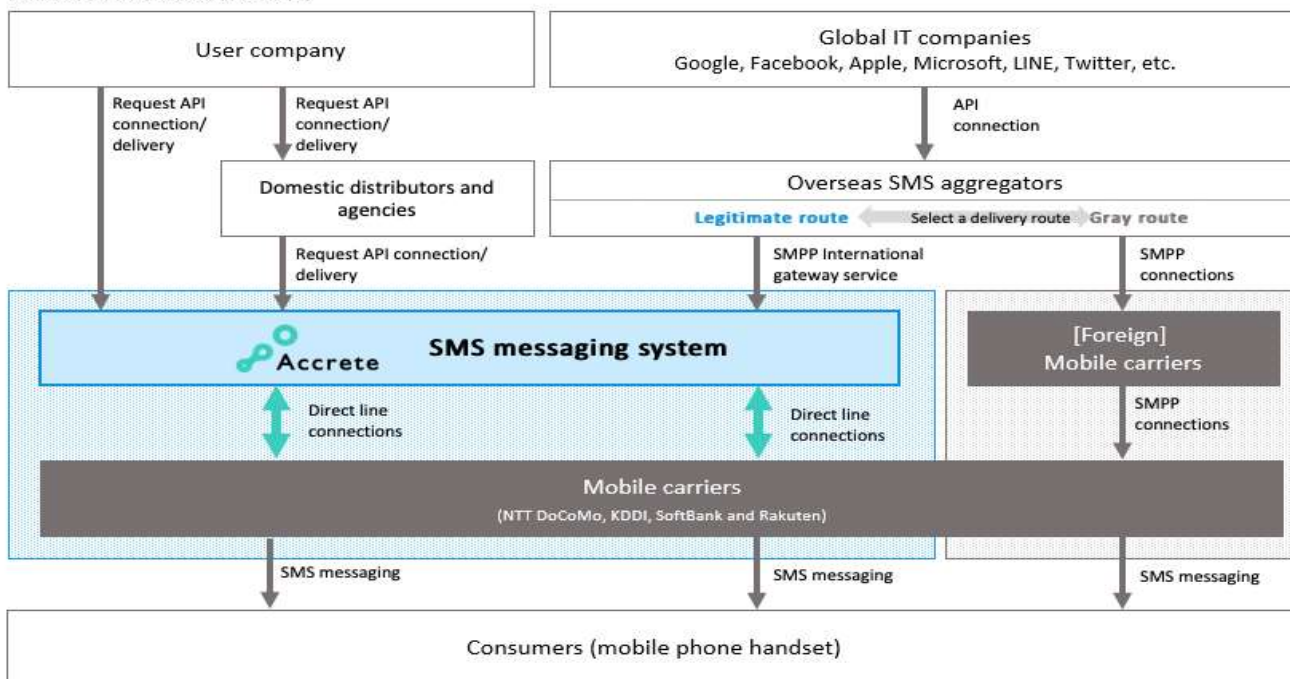 User company
Global IT companies
Google, Facebook, Apple, Microsoft, LINE, Twitter, etc.
Request API
connection/
delivery
Request API
connection/
delivery
API
connection
Domestic distributors and
agencies
Overseas SMS aggregators
Legitimate route
Select a delivery route
Gray route
Request API connection/
delivery
SMPP International
gateway service
SMPP
connections
Accrete
SMS messaging system
[Foreign]
Mobile carriers
Direct line
connections
Direct line
connections
SMPP
connections
Mobile carriers
(NTT DoCoMo, KDDI, SoftBank and Rakuten)
SMS messaging
SMS messaging
SMS messaging
Consumers (mobile phone handset)